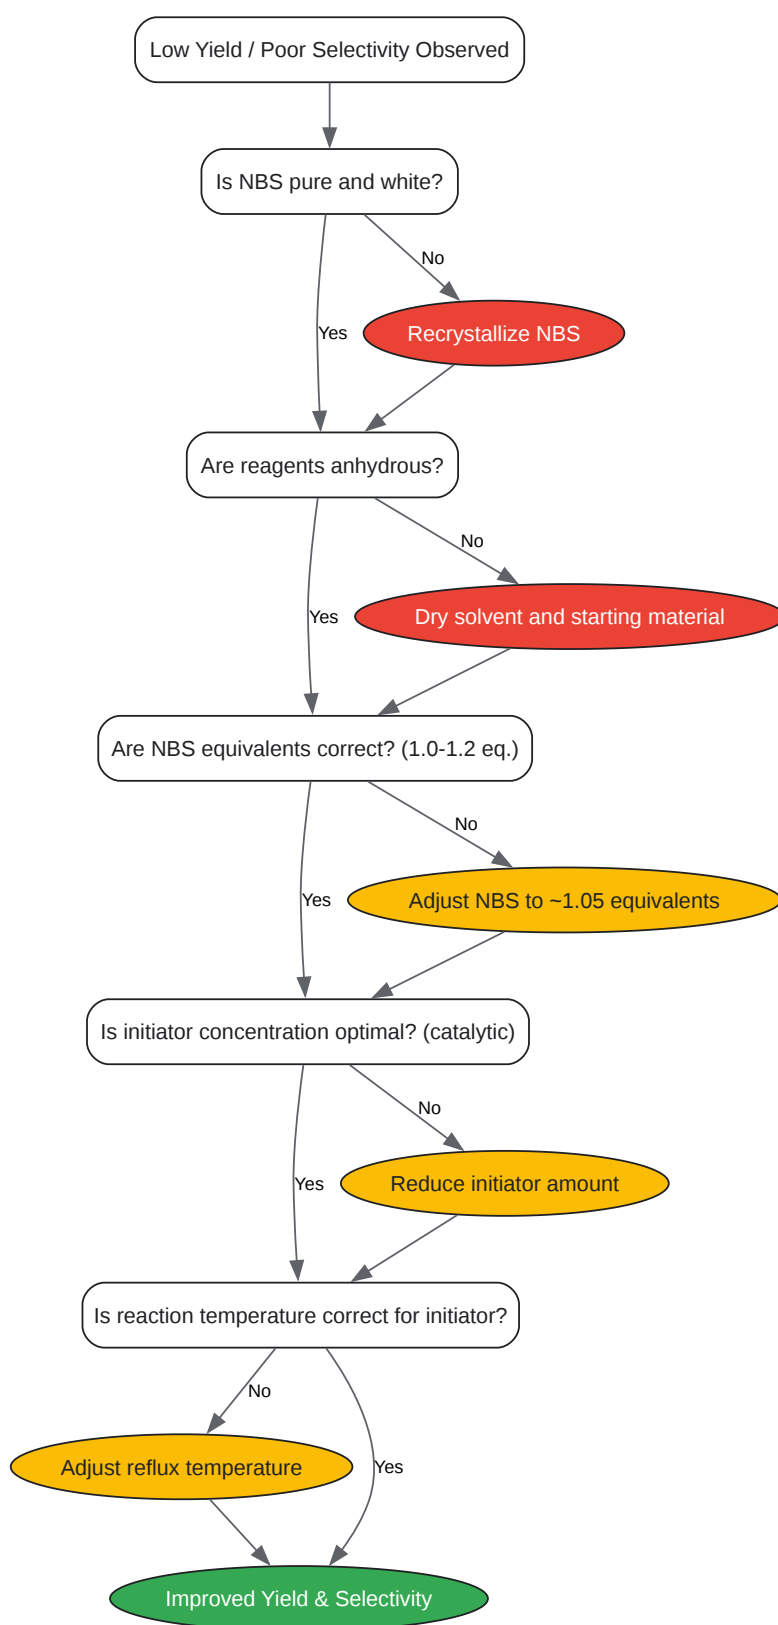 Low Yield / Poor Selectivity Observed
Is NBS pure and white?
No
Yes
Recrystallize NBS
Are reagents anhydrous?
No
Yes
Dry solvent and starting material
Are NBS equivalents correct? (1.0-1.2 eq.)
No
Yes
Adjust NBS to ~1.05 equivalents
Is initiator concentration optimal? (catalytic)
No
Yes
Reduce initiator amount
Is reaction temperature correct for initiator?
No
Adjust reflux temperature
Yes
Improved Yield & Selectivity